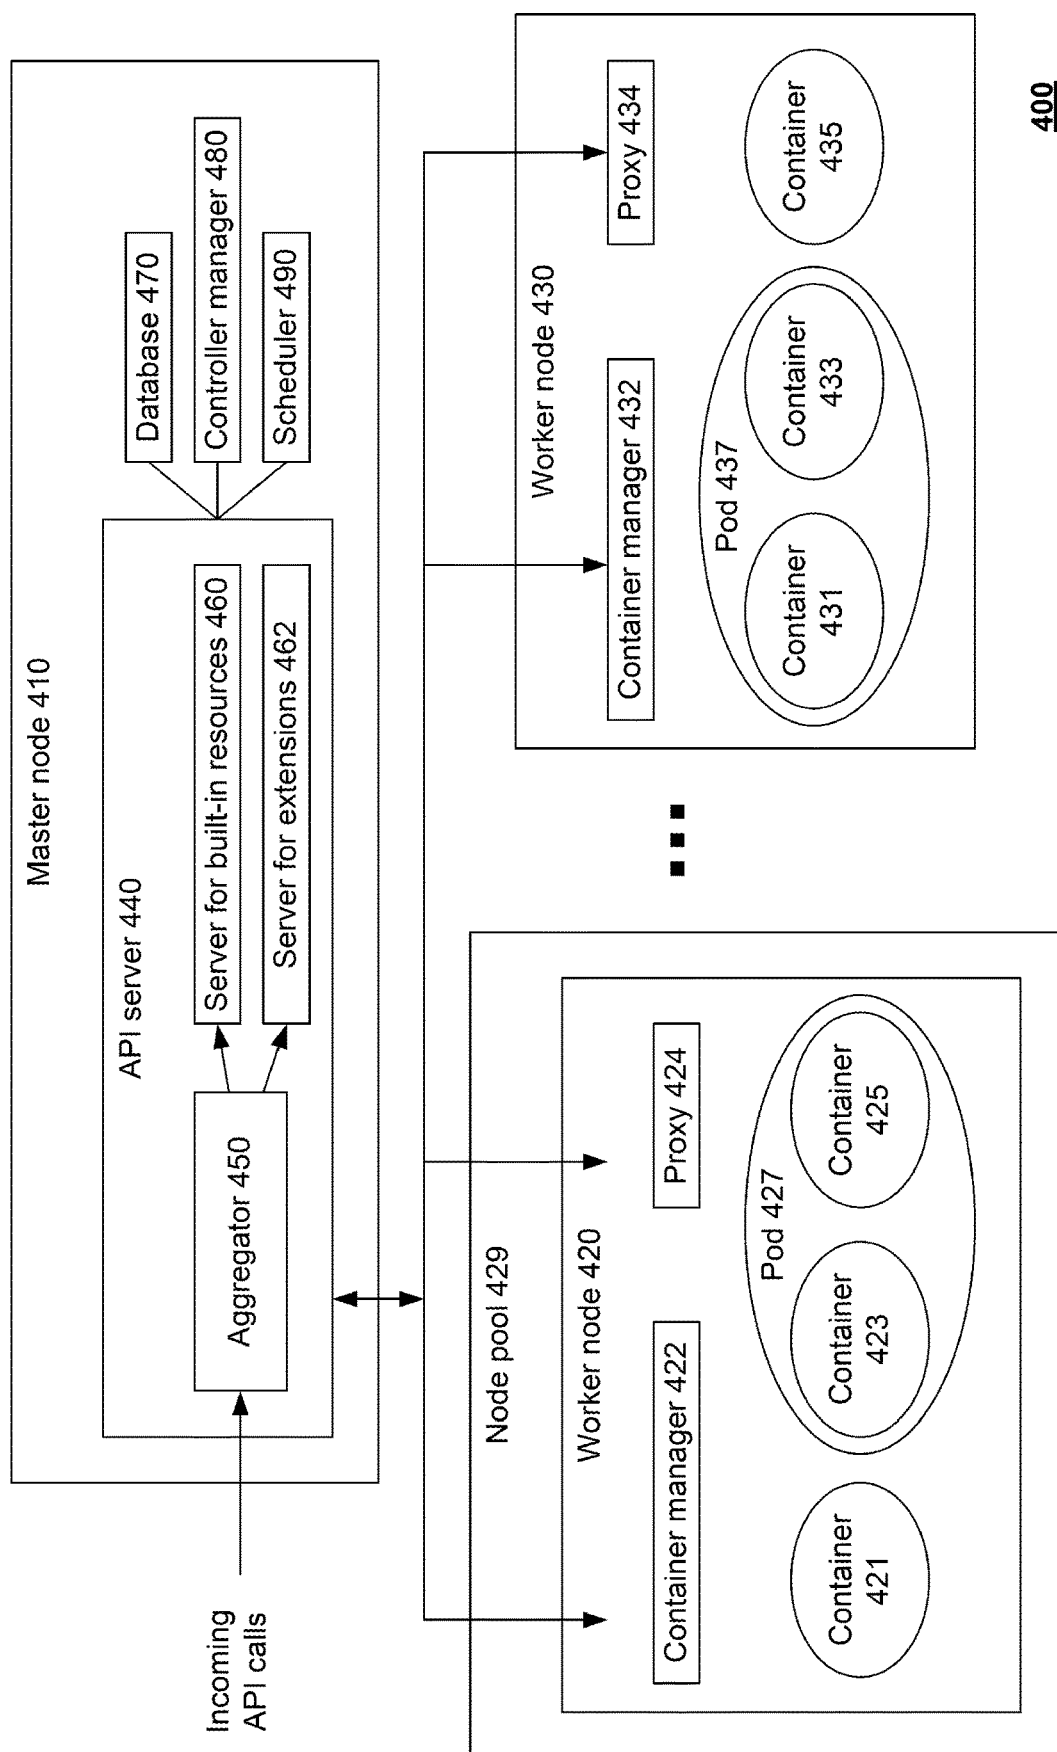 Master node 410
API server 440
Incoming
API calls
Aggregator 450
Server for built-in resources 460
Server for extensions 462
Database 470
Controller manager 480
Scheduler 490
Node pool 429
Worker node 420
Container manager 422
Proxy 424
Container
421
Pod 427
Container
423
Container
425
Worker node 430
Container manager 432
Proxy 434
Pod 437
Container
431
Container
433
Container
435
400